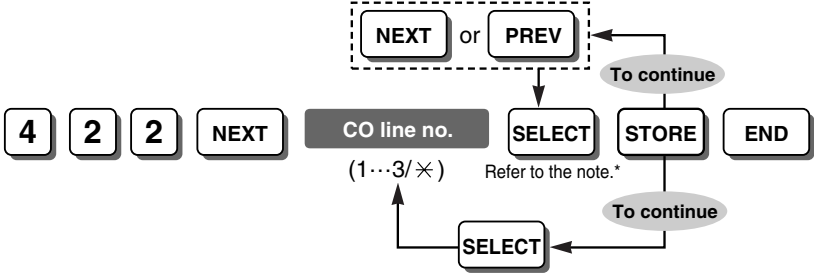 NEXT or PREV
To continue
4 2 2 NEXT CO line no. SELECT STORE END
(1···3/✳) Refer to the note.*
To continue
SELECT